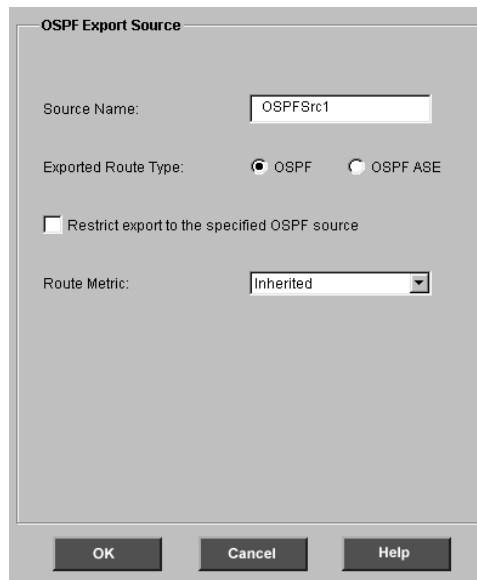 OSPF Export Source
Source Name: OSPFSrc1
Exported Route Type: OSPF OSPF ASE
Restrict export to the specified OSPF source
Route Metric: Inherited
OK Cancel Help